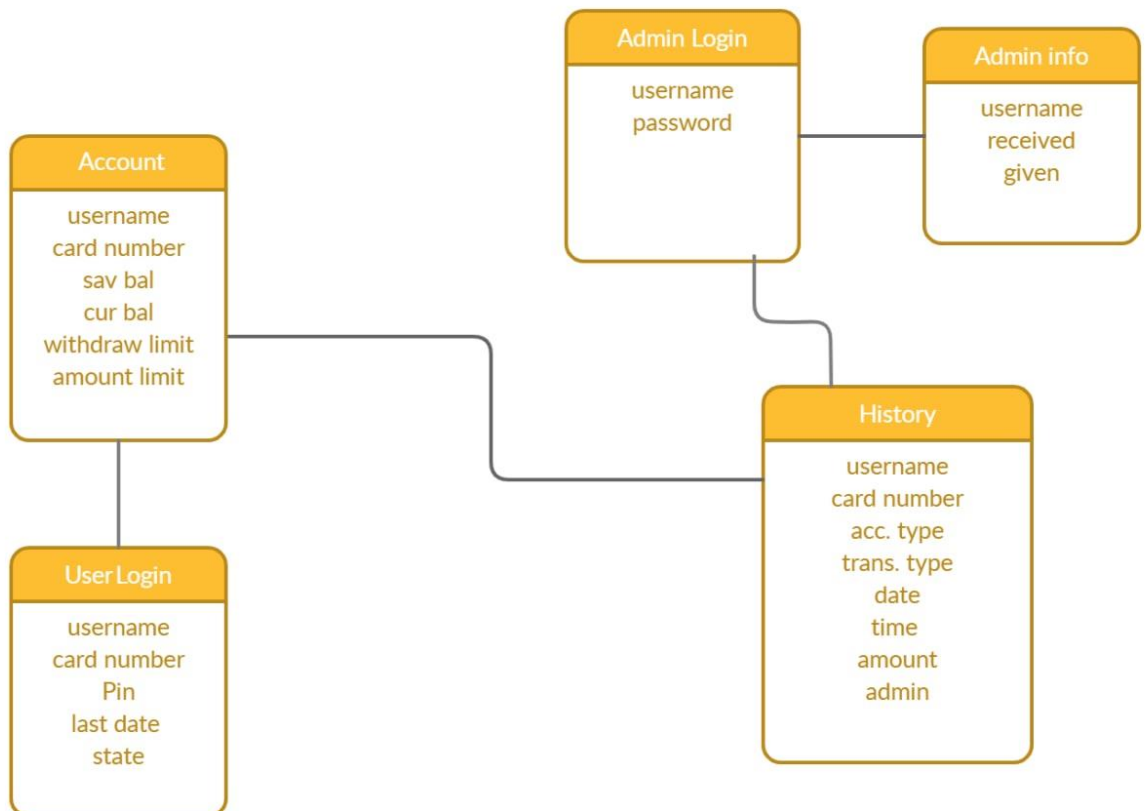 Admin Login
username
password
Admin info
username
received
given
Account
username
card number
sav bal
cur bal
withdraw limit
amount limit
History
username
card number
acc. type
trans. type
date
time
amount
admin
User Login
username
card number
Pin
last date
state